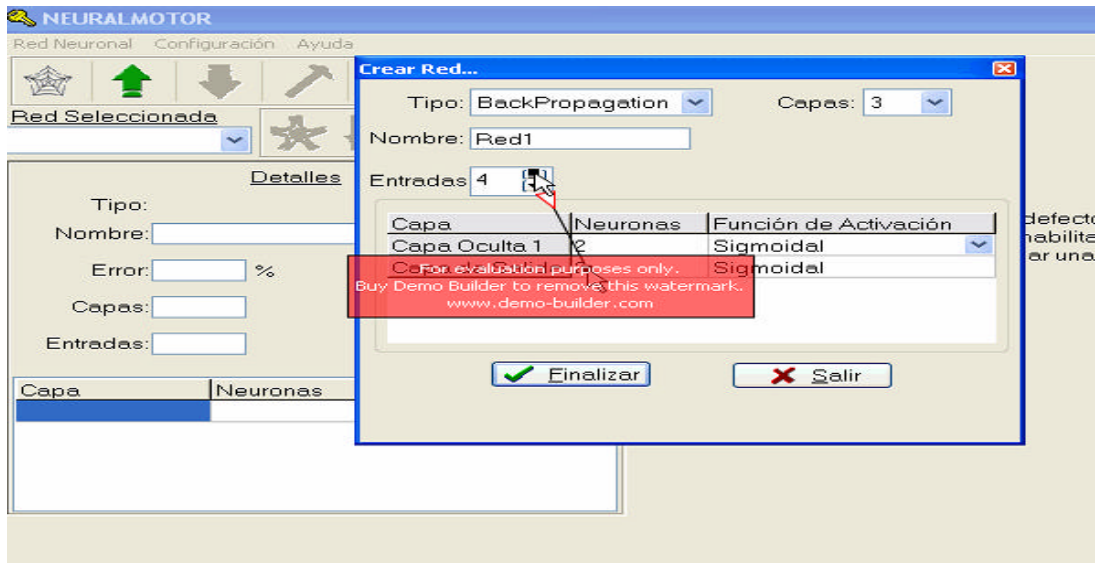 NEURALMOTOR
Red Neuronal Configuración Ayuda
Red Seleccionada
Detalles
Tipo:
Nombre:
Error: %
Capas:
Entradas:
Capa Neuronas
Crear Red...
Tipo: BackPropagation Capas: 3
Nombre: Red1
Entradas 4
Capa Neuronas Función de Activación
Capa Oculta 1 2 Sigmoidal
Capa de Salida Sigmoidal
For evaluation purposes only.
Buy Demo Builder to remove this watermark.
www.demo-builder.com
Finalizar Salir
defecto
habilita
ar una